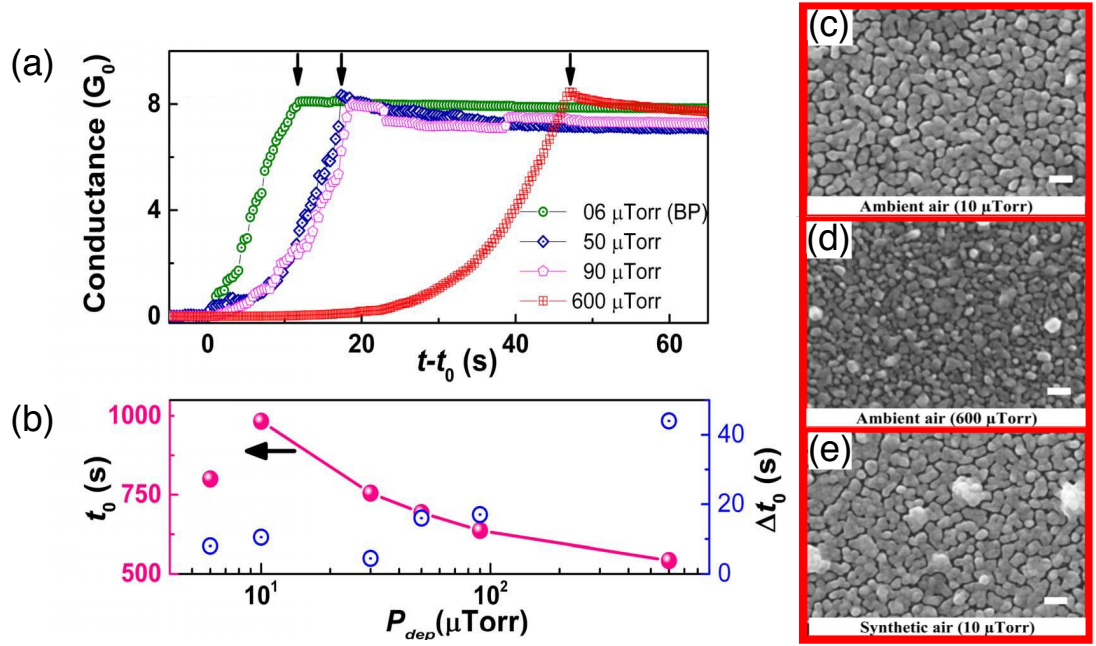 (a)
Conductance (G0)
8
4
0
06 μTorr (BP)
50 μTorr
90 μTorr
600 μTorr
0 20 40 60
t-t0 (s)
(b)
t0 (s)
1000
750
500
40
20
0
Δt0 (s)
10¹ 10²
Pdep(μTorr)
(c)
Ambient air (10 μTorr)
(d)
Ambient air (600 μTorr)
(e)
Synthetic air (10 μTorr)